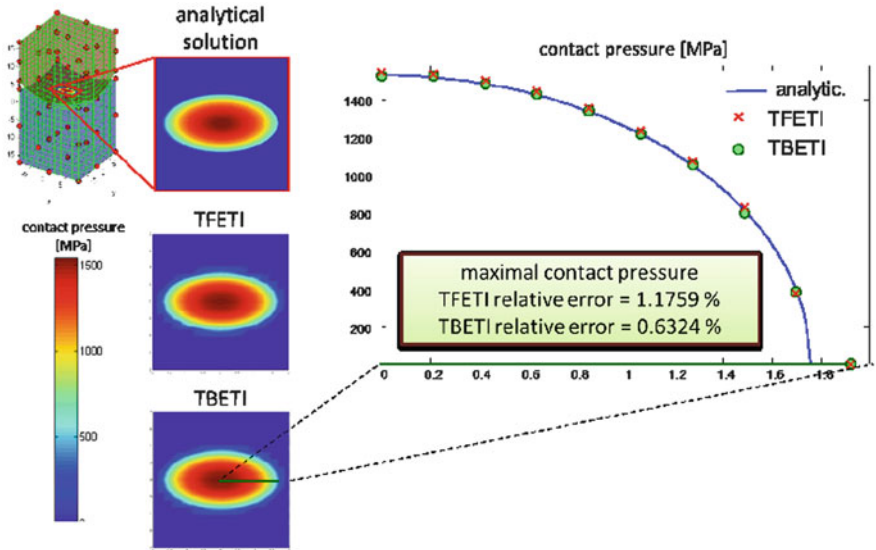 analytical
solution
TFETI
TBETI
contact pressure
[MPa]
1500
1000
500
0
contact pressure [MPa]
analytic.
TFETI
TBETI
1400
1200
1000
800
600
400
200
maximal contact pressure
TFETI relative error = 1.1759 %
TBETI relative error = 0.6324 %
0 0.2 0.4 0.6 0.8 1 1.2 1.4 1.6 1.8